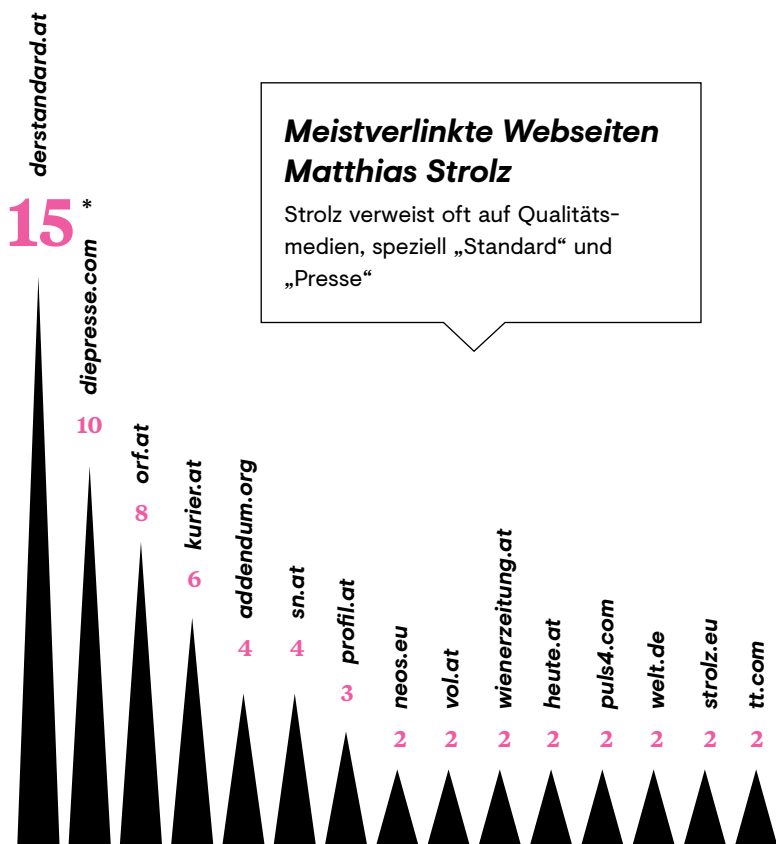 Meistverlinkte Webseiten
Matthias Strolz
Strolz verweist oft auf Qualitäts-
medien, speziell „Standard“ und
„Presse“
derstandard.at
15*
diepresse.com
10
orf.at
8
kurier.at
6
addendum.org
4
sn.at
4
profil.at
3
neos.eu
2
vol.at
2
wienerzeitung.at
2
heute.at
2
puls4.com
2
welt.de
2
strolz.eu
2
tt.com
2